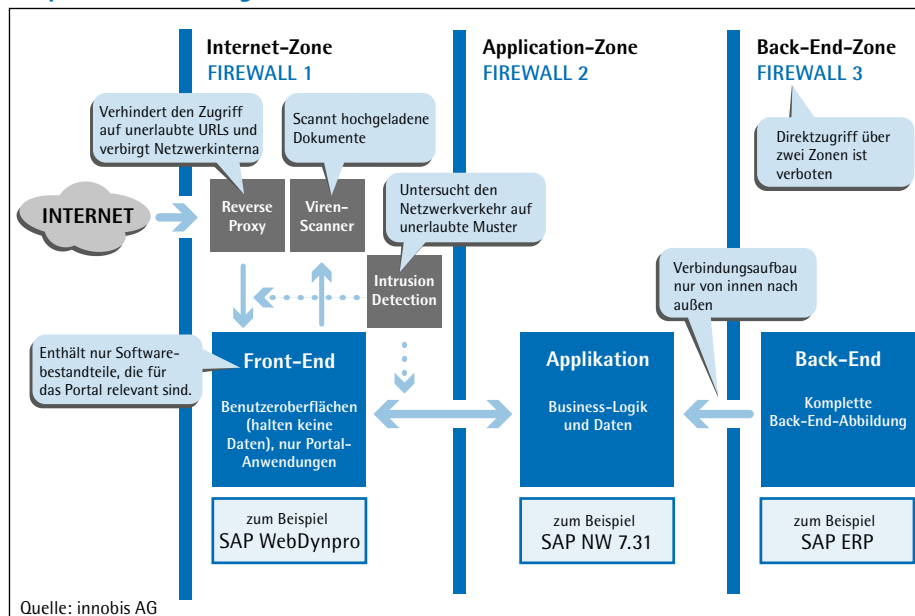 Internet-Zone
FIREWALL 1
Application-Zone
FIREWALL 2
Back-End-Zone
FIREWALL 3
Verhindert den Zugriff
auf unerlaubte URLs und
verbirgt Netzwerkinterna
Scannt hochgeladene
Dokumente
Direktzugriff über
zwei Zonen ist
verboten
Untersucht den
Netzwerkverkehr auf
unerlaubte Muster
INTERNET
Reverse
Proxy
Viren-
Scanner
Intrusion
Detection
Verbindungsaufbau
nur von innen nach
außen
Enthält nur Software-
bestandteile, die für
das Portal relevant sind.
Front-End
Benutzeroberflächen
(halten keine
Daten), nur Portal-
Anwendungen
Applikation
Business-Logik
und Daten
Back-End
Komplette
Back-End-Abbildung
zum Beispiel
SAP WebDynpro
zum Beispiel
SAP NW 7.31
zum Beispiel
SAP ERP
Quelle: innobis AG